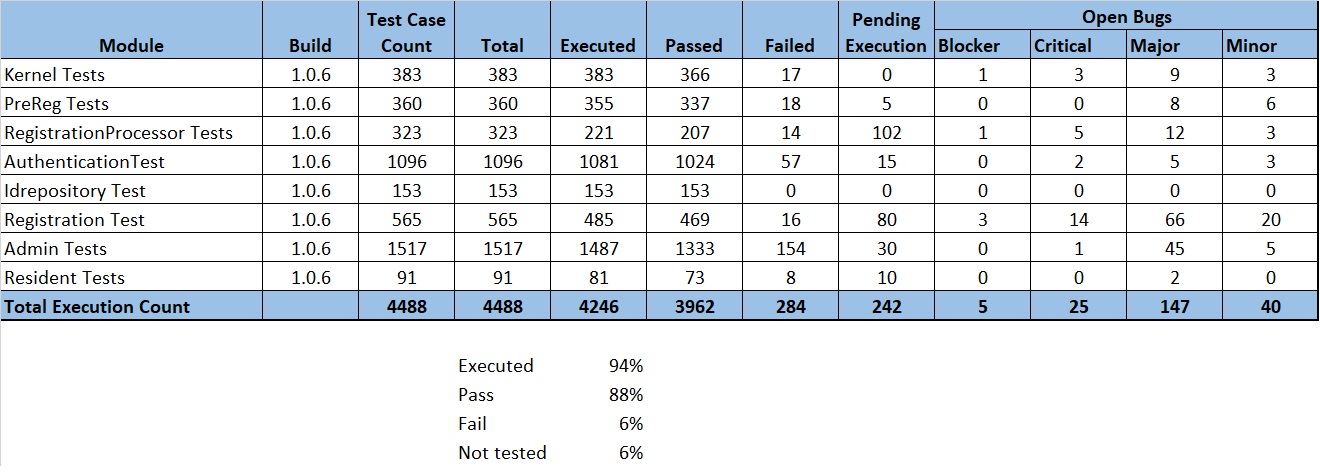 Module Build Test Case Count Total Executed Passed Failed Pending Execution Open Bugs
Blocker Critical Major Minor
Kernel Tests 1.0.6 383 383 383 366 17 0 1 3 9 3
PreReg Tests 1.0.6 360 360 355 337 18 5 0 0 8 6
RegistrationProcessor Tests 1.0.6 323 323 221 207 14 102 1 5 12 3
AuthenticationTest 1.0.6 1096 1096 1081 1024 57 15 0 2 5 3
Idrepository Test 1.0.6 153 153 153 153 0 0 0 0 0 0
Registration Test 1.0.6 565 565 485 469 16 80 3 14 66 20
Admin Tests 1.0.6 1517 1517 1487 1333 154 30 0 1 45 5
Resident Tests 1.0.6 91 91 81 73 8 10 0 0 2 0
Total Execution Count 4488 4488 4246 3962 284 242 5 25 147 40
Executed 94%
Pass 88%
Fail 6%
Not tested 6%